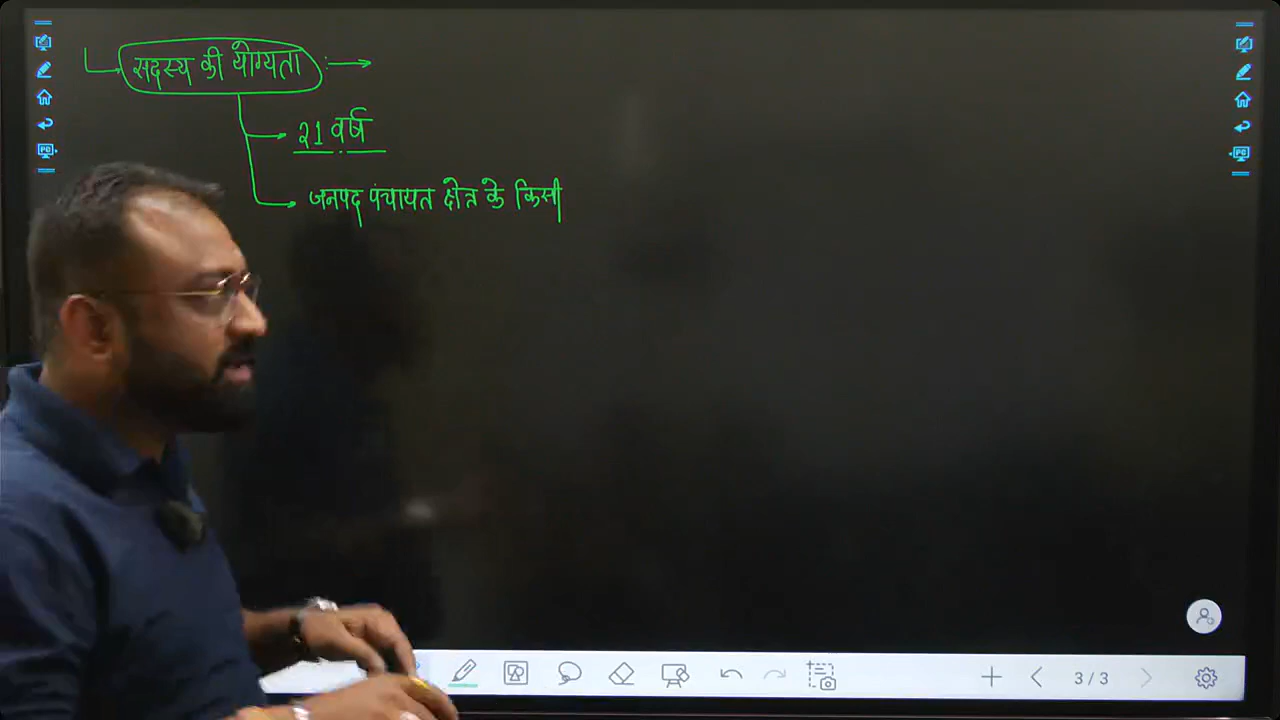 सदस्य की योग्यता :→
21 वर्ष
जनपद पंचायत क्षेत्र के किसी
3/3